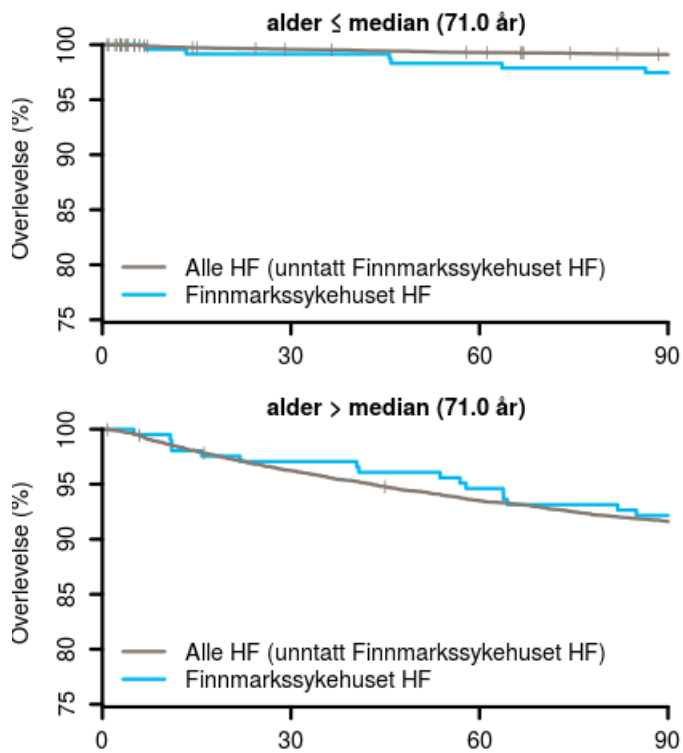 alder ≤ median (71.0 år)
Overlevelse (%)
100
95
90
85
80
75
Alle HF (unntatt Finnmarkssykehuset HF)
Finnmarkssykehuset HF
0 30 60 90
alder > median (71.0 år)
Overlevelse (%)
100
95
90
85
80
75
Alle HF (unntatt Finnmarkssykehuset HF)
Finnmarkssykehuset HF
0 30 60 90